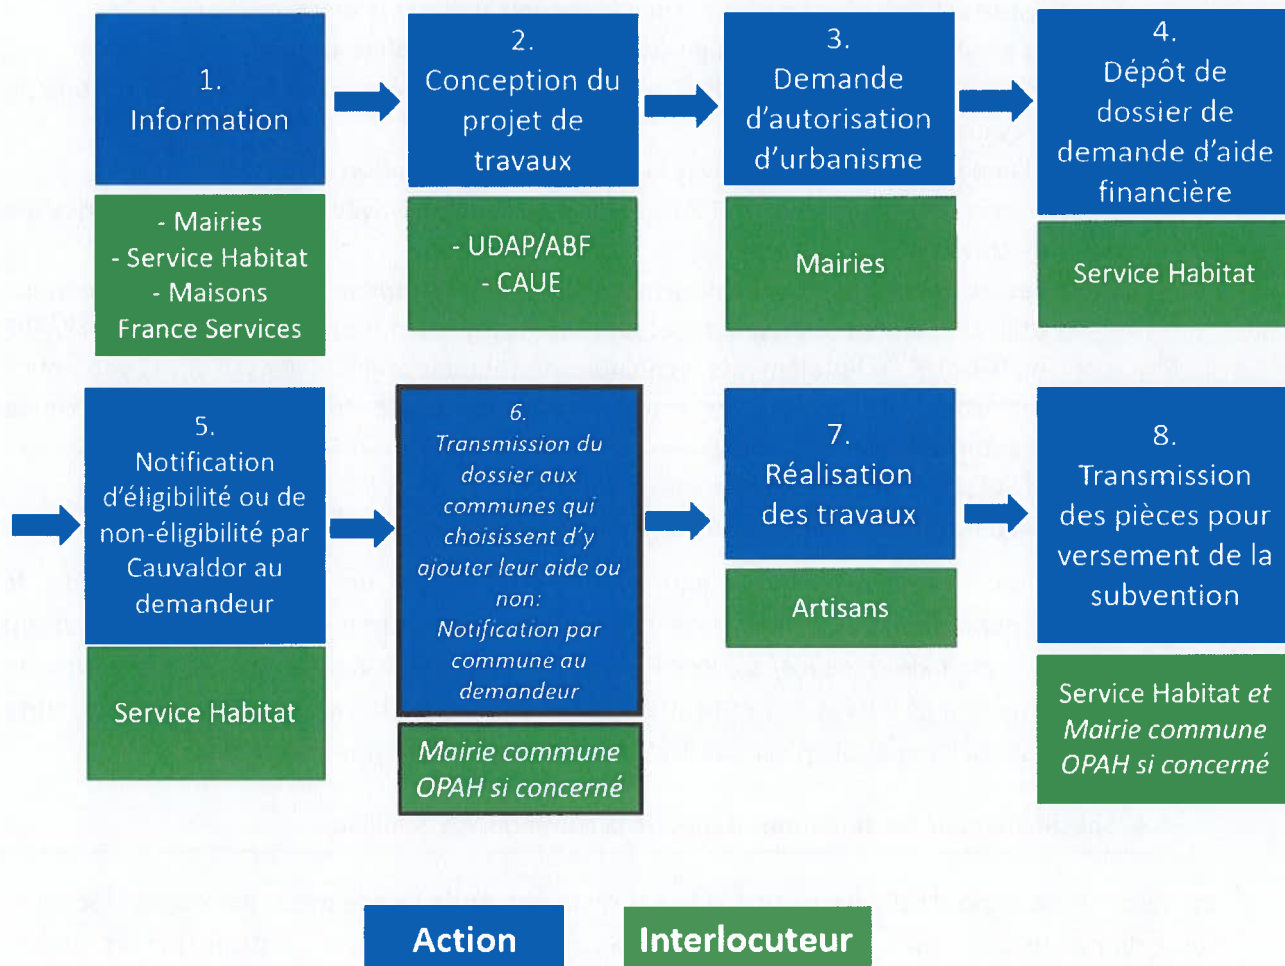 1.
Information
- Mairies
- Service Habitat
- Maisons
France Services
2.
Conception du
projet de
travaux
- UDAP/ABF
- CAUE
3.
Demande
d'autorisation
d'urbanisme
Mairies
4.
Dépôt de
dossier de
demande d'aide
financière
Service Habitat
5.
Notification
d'éligibilité ou de
non-éligibilité par
Cauvaldor au
demandeur
Service Habitat
6.
Transmission du
dossier aux
communes qui
choisissent d'y
ajouter leur aide ou
non:
Notification par
commune au
demandeur
Mairie commune
OPAH si concerné
7.
Réalisation
des travaux
Artisans
8.
Transmission
des pièces pour
versement de la
subvention
Service Habitat et
Mairie commune
OPAH si concerné
Action
Interlocuteur